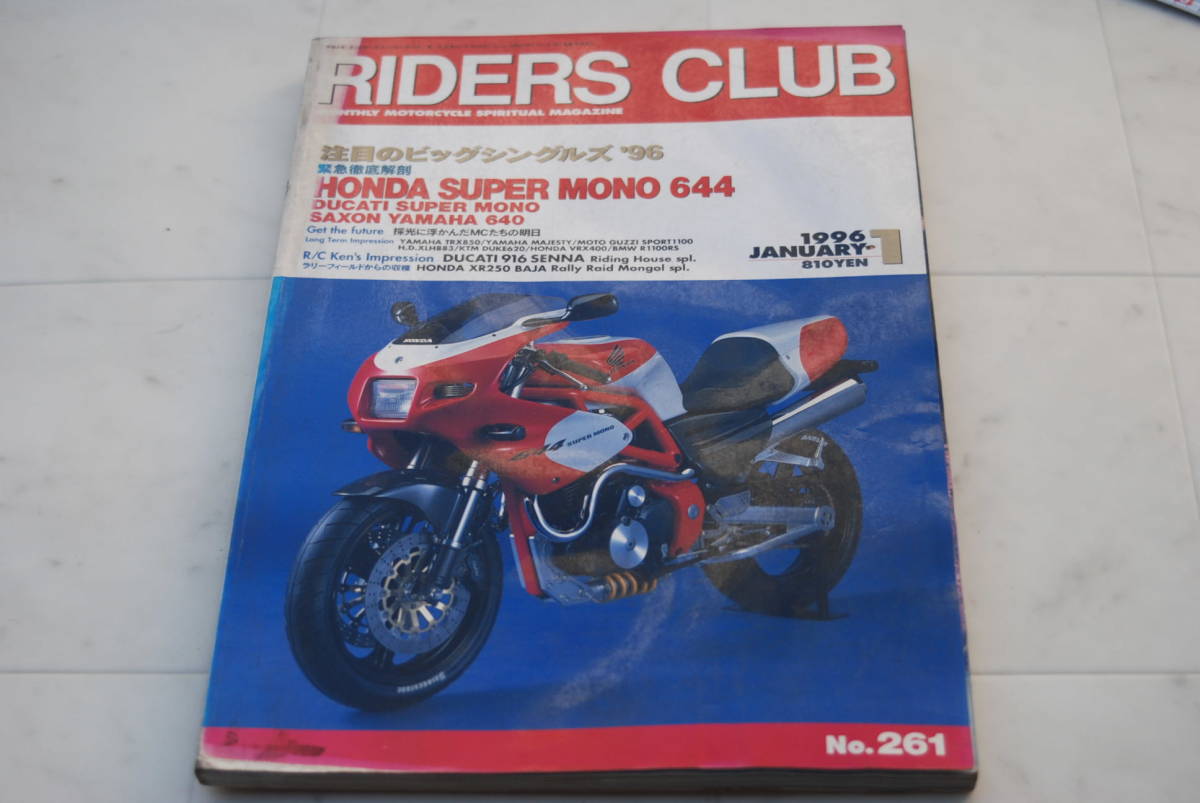 RIDERS CLUB
MONTHLY MOTORCYCLE SPIRITUAL MAGAZINE
注目のビッグシングルズ '96
緊急徹底解剖
HONDA SUPER MONO 644
DUCATI SUPER MONO
SAXON YAMAHA 640
Get the future 採光に浮かんだMCたちの明日
Long Term Impression YAMAHA TRX850/YAMAHA MAJESTY/MOTO GUZZI SPORT1100
H.D.XLH883/KTM DUKE620/HONDA VRX400/BMW R1100RS
R/C Ken's Impression DUCATI 916 SENNA Riding House spl.
ラリーフィールドからの収穫 HONDA XR250 BAJA Rally Raid Mongol spl.
1996 1
JANUARY
810YEN
HONDA
644 SUPER MONO
BRIDGESTONE
No.261